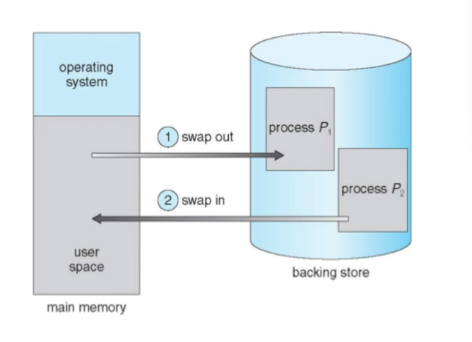 operating
system
1 swap out
process P1
2 swap in
process P2
user
space
backing store
main memory